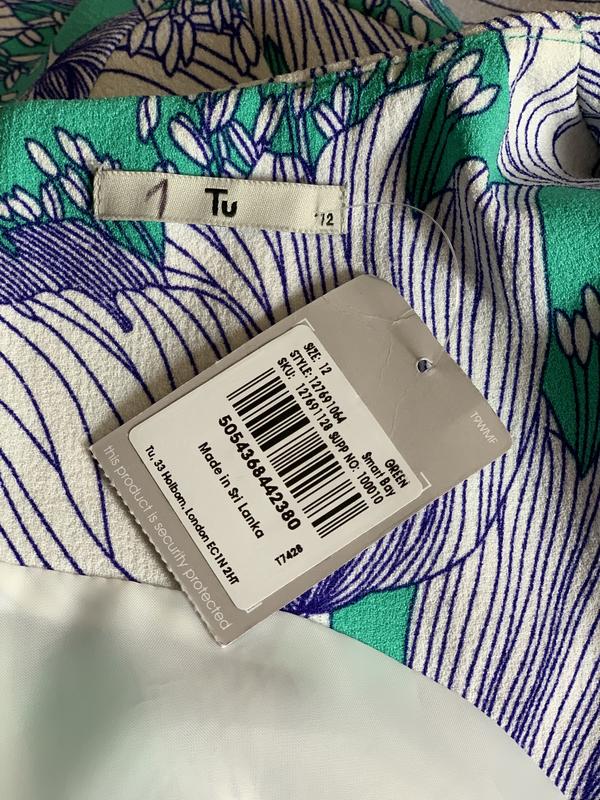 1 Tu 12
SIZE: 12
STYLE: 127691064
SKU: 127691128 SUPP NO: 100010
Smart Bay
GREEN
5054368442380
Made in Sri Lanka
T7428
Tu, 33 Holborn, London EC1N 2HT
this product is security protected
TPWMF